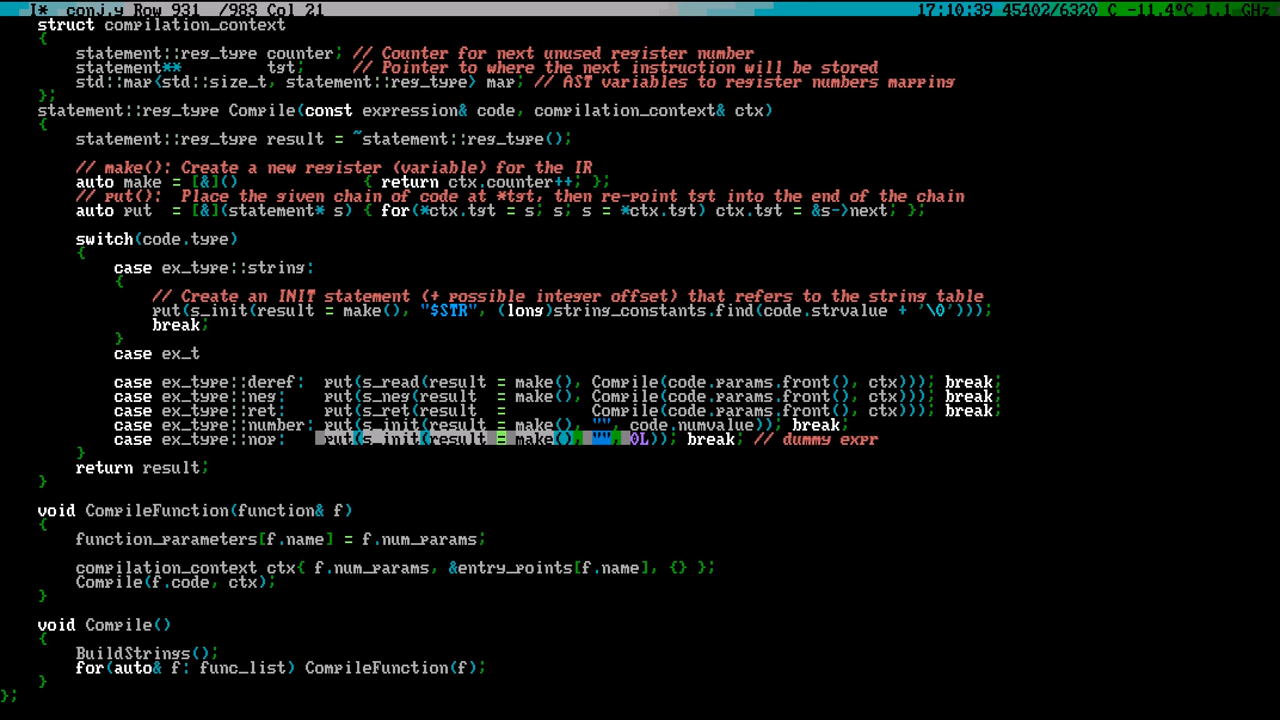 I* conj.y Row 931 /983 Col 21 17:10:39 45402/6320 C -11.4°C 1.1 GHz
struct compilation_context
{
statement::reg_type counter; // Counter for next unused register number
statement** tgt; // Pointer to where the next instruction will be stored
std::map<std::size_t, statement::reg_type> map; // AST variables to register numbers mapping
};
statement::reg_type Compile(const expression& code, compilation_context& ctx)
{
statement::reg_type result = ~statement::reg_type();
// make(): Create a new register (variable) for the IR
auto make = [&]() { return ctx.counter++; };
// put(): Place the given chain of code at *tgt, then re-point tgt into the end of the chain
auto put = [&](statement* s) { for(*ctx.tgt = s; s; s = *ctx.tgt) ctx.tgt = &s->next; };
switch(code.type)
{
case ex_type::string:
{
// Create an INIT statement (+ possible integer offset) that refers to the string table
put(s_init(result = make(), "$STR", (long)string_constants.find(code.strvalue + '\0')));
break;
}
case ex_t
case ex_type::deref: put(s_read(result = make(), Compile(code.params.front(), ctx))); break;
case ex_type::neg: put(s_neg(result = make(), Compile(code.params.front(), ctx))); break;
case ex_type::ret: put(s_ret(result = Compile(code.params.front(), ctx))); break;
case ex_type::number: put(s_init(result = make(), "", code.numvalue)); break;
case ex_type::nop: put(s_init(result = make(), "", 0L)); break; // dummy expr
}
return result;
}
void CompileFunction(function& f)
{
function_parameters[f.name] = f.num_params;
compilation_context ctx{ f.num_params, &entry_points[f.name], {} };
Compile(f.code, ctx);
}
void Compile()
{
BuildStrings();
for(auto& f: func_list) CompileFunction(f);
}
};